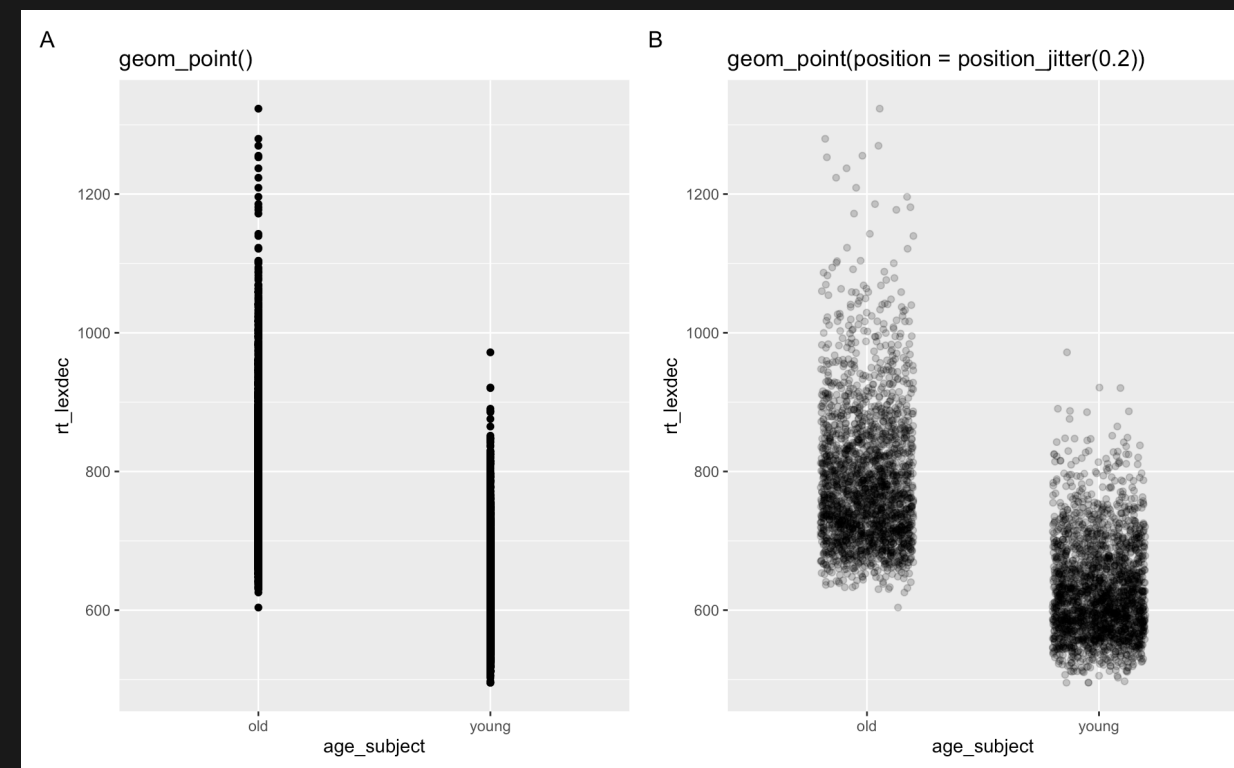 A
geom_point()
1200
1000
800
600
rt_lexdec
old
young
age_subject
B
geom_point(position = position_jitter(0.2))
1200
1000
800
600
rt_lexdec
old
young
age_subject